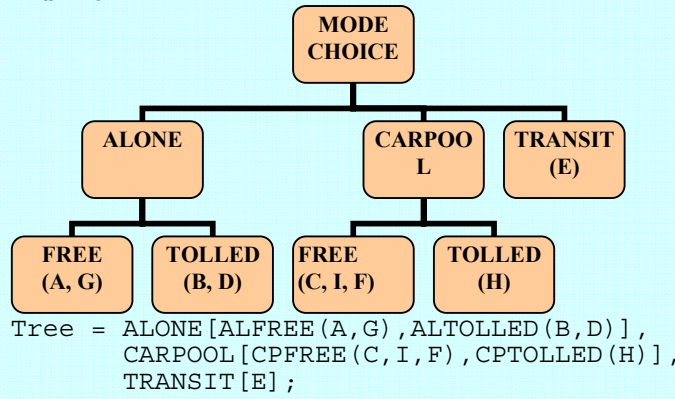 MODE
CHOICE
ALONE
CARPOO
L
TRANSIT
(E)
FREE
(A, G)
TOLLED
(B, D)
FREE
(C, I, F)
TOLLED
(H)
Tree = ALONE[ALFREE(A,G),ALTOLLED(B,D)],
CARPOOL[CPFREE(C,I,F),CPTOLLED(H)],
TRANSIT[E];